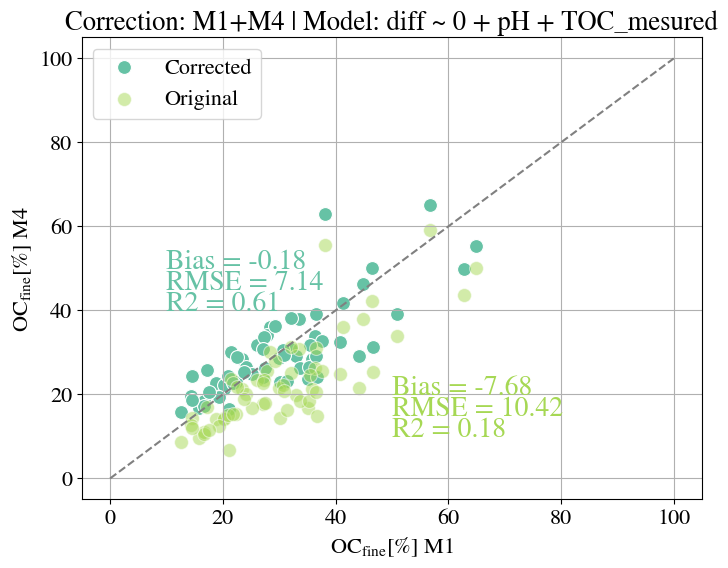 Correction: M1+M4 | Model: diff ~ 0 + pH + TOC_mesured
Corrected
Original
100
80
60
40
20
0
OCfine[%] M4
Bias = -0.18
RMSE = 7.14
R2 = 0.61
Bias = -7.68
RMSE = 10.42
R2 = 0.18
0 20 40 60 80 100
OCfine[%] M1